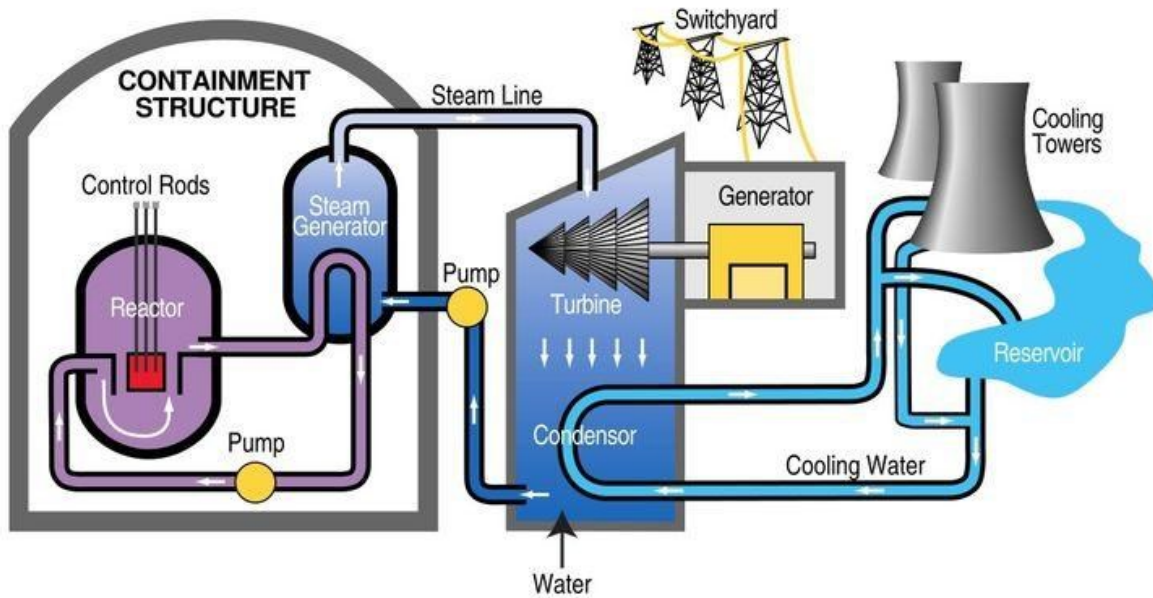 Switchyard
CONTAINMENT
STRUCTURE
Steam Line
Cooling
Towers
Control Rods
Steam
Generator
Generator
Pump
Reactor
Turbine
Reservoir
Condensor
Pump
Cooling Water
Water